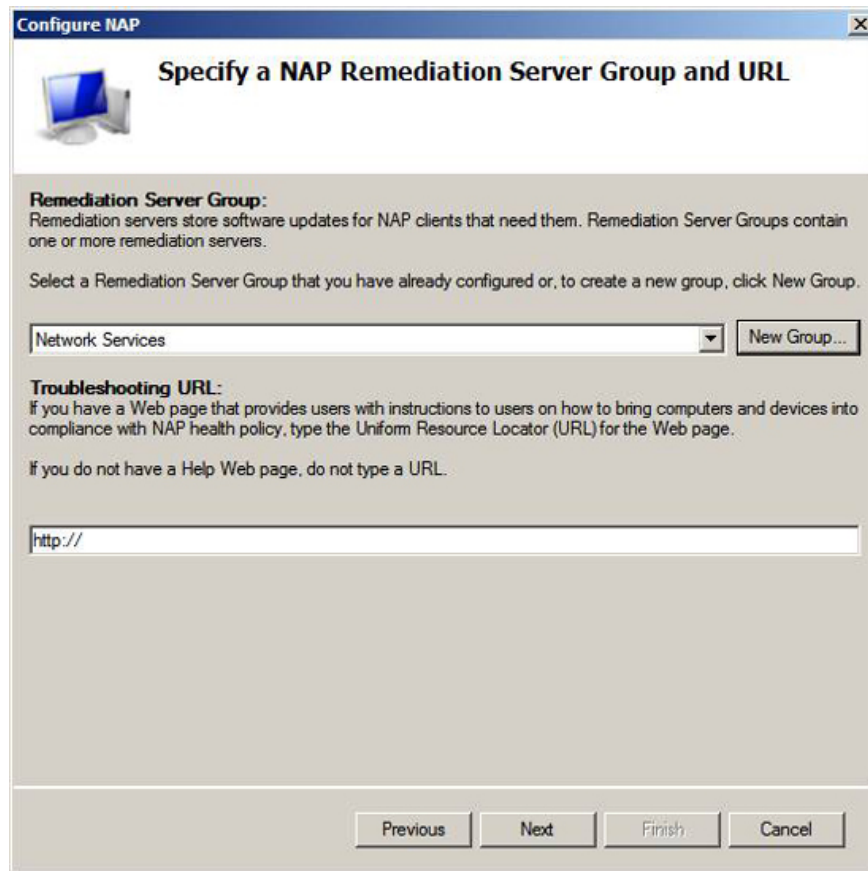 Configure NAP
Specify a NAP Remediation Server Group and URL
Remediation Server Group:
Remediation servers store software updates for NAP clients that need them. Remediation Server Groups contain
one or more remediation servers.
Select a Remediation Server Group that you have already configured or, to create a new group, click New Group.
Network Services
New Group...
Troubleshooting URL:
If you have a Web page that provides users with instructions to users on how to bring computers and devices into
compliance with NAP health policy, type the Uniform Resource Locator (URL) for the Web page.
If you do not have a Help Web page, do not type a URL.
http://
Previous
Next
Finish
Cancel